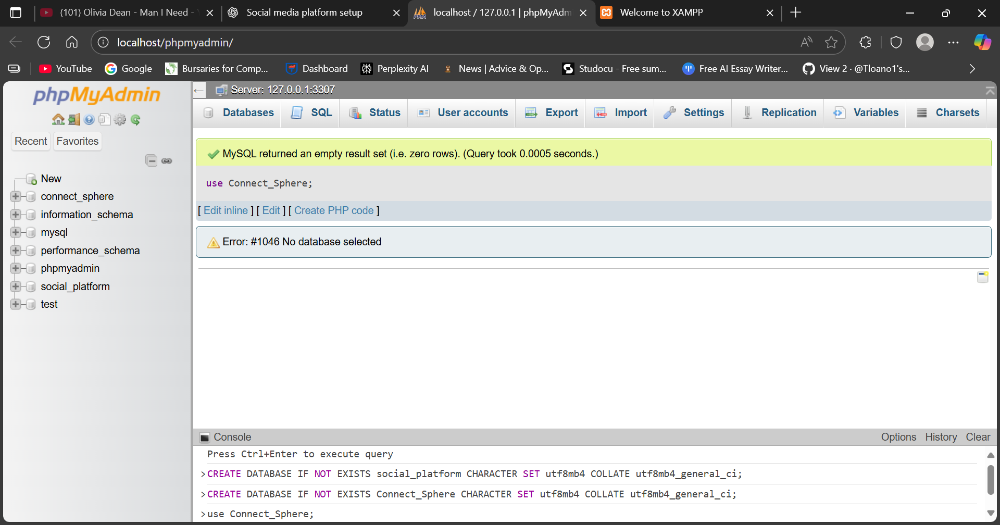 (101) Olivia Dean - Man I Need -
Social media platform setup
localhost / 127.0.0.1 | phpMyAdm
Welcome to XAMPP
localhost/phpmyadmin/
YouTube
Google
Bursaries for Comp...
Dashboard
Perplexity AI
News | Advice & Op...
Studocu - Free sum...
Free AI Essay Writer...
View 2 · @Tloano1's...
phpMyAdmin
Recent
Favorites
New
connect_sphere
information_schema
mysql
performance_schema
phpmyadmin
social_platform
test
Server: 127.0.0.1:3307
Databases
SQL
Status
User accounts
Export
Import
Settings
Replication
Variables
Charsets
MySQL returned an empty result set (i.e. zero rows). (Query took 0.0005 seconds.)
use Connect_Sphere;
[ Edit inline ] [ Edit ] [ Create PHP code ]
Error: #1046 No database selected
Console
Options
History
Clear
Press Ctrl+Enter to execute query
>CREATE DATABASE IF NOT EXISTS social_platform CHARACTER SET utf8mb4 COLLATE utf8mb4_general_ci;
>CREATE DATABASE IF NOT EXISTS Connect_Sphere CHARACTER SET utf8mb4 COLLATE utf8mb4_general_ci;
>use Connect_Sphere;